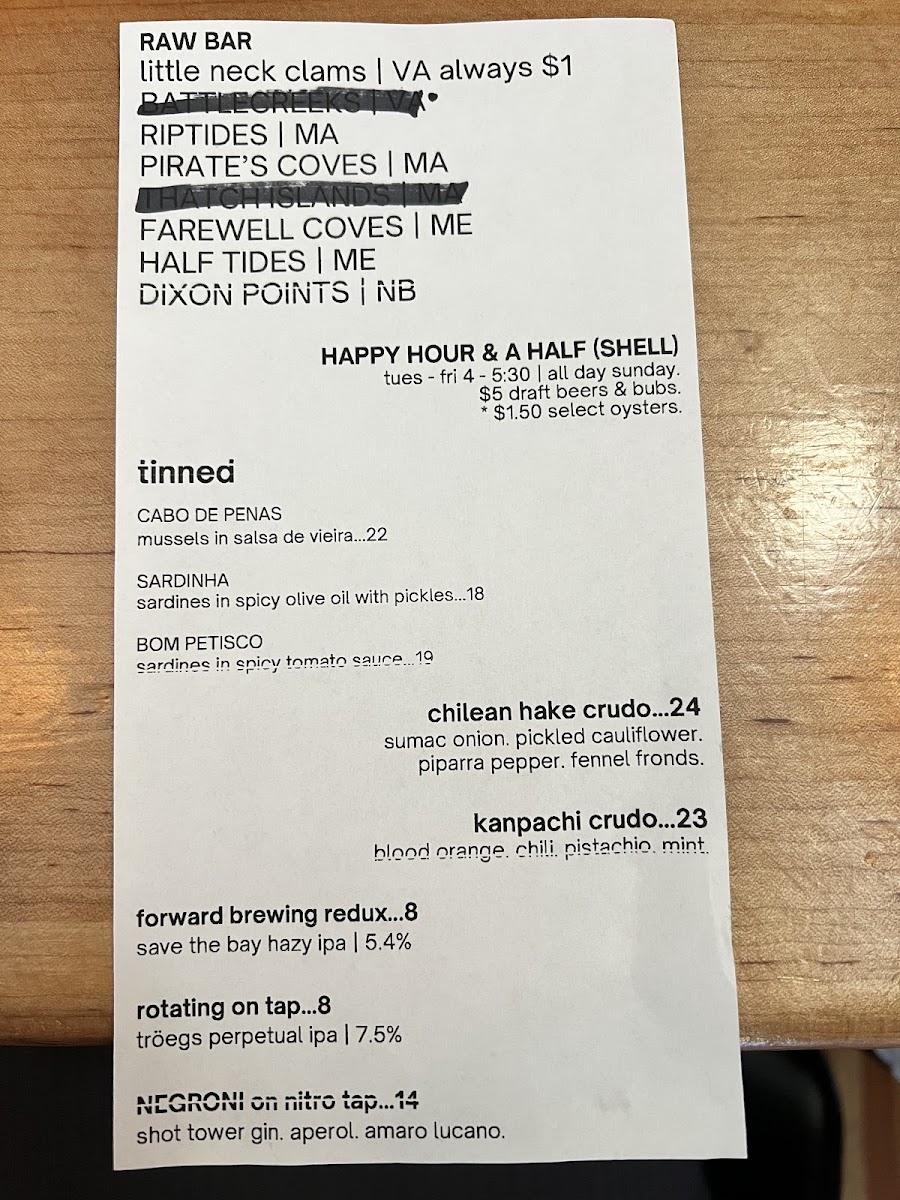 RAW BAR
little neck clams | VA always $1
BATTLECREEKS | VA*
RIPTIDES | MA
PIRATE'S COVES | MA
THATCH ISLANDS | MA
FAREWELL COVES | ME
HALF TIDES | ME
DIXON POINTS | NB
HAPPY HOUR & A HALF (SHELL)
tues - fri 4 - 5:30 | all day sunday.
$5 draft beers & bubs.
* $1.50 select oysters.
tinned
CABO DE PENAS
mussels in salsa de vieira...22
SARDINHA
sardines in spicy olive oil with pickles...18
BOM PETISCO
sardines in spicy tomato sauce...19
chilean hake crudo...24
sumac onion. pickled cauliflower.
piparra pepper. fennel fronds.
kanpachi crudo...23
blood orange. chili. pistachio. mint.
forward brewing redux...8
save the bay hazy ipa | 5.4%
rotating on tap...8
tröegs perpetual ipa | 7.5%
NEGRONI on nitro tap...14
shot tower gin. aperol. amaro lucano.